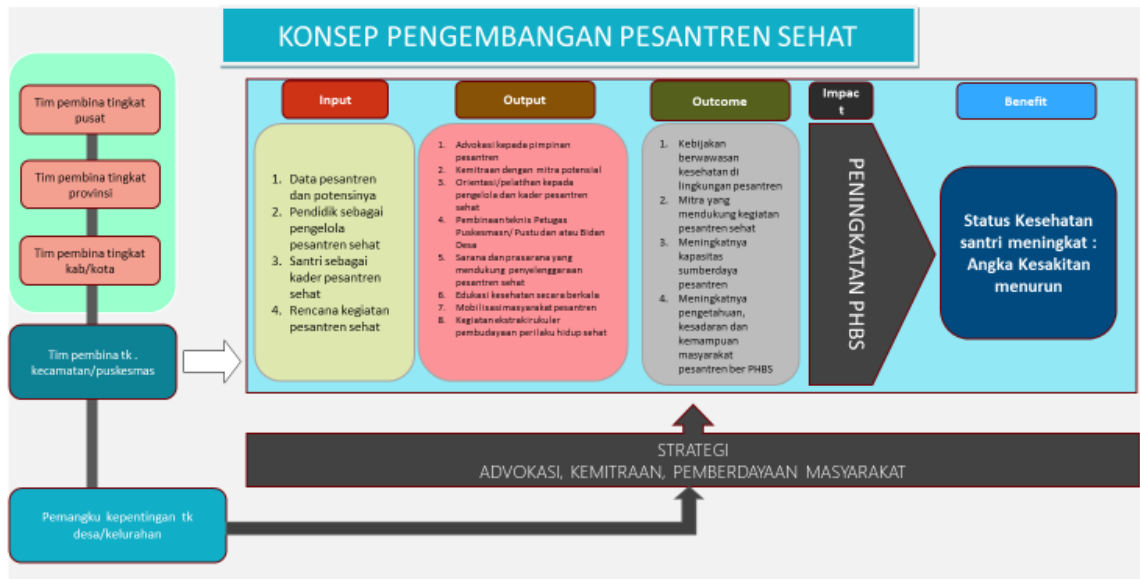 KONSEP PENGEMBANGAN PESANTREN SEHAT
Tim pembina tingkat
pusat
Tim pembina tingkat
provinsi
Tim pembina tingkat
kab/kota
Tim pembina tk .
kecamatan/puskesmas
Pemangku kepentingan tk
desa/kelurahan
Input
1. Data pesantren
dan potensinya
2. Pendidik sebagai
pengelola
pesantren sehat
3. Santri sebagai
kader pesantren
sehat
4. Rencana kegiatan
pesantren sehat
Output
1. Advokasi kepada pimpinan
pesantren
2. Kemitraan dengan mitra potensial
3. Orientasi/pelatihan kepada
pengelola dan kader pesantren
sehat
4. Pembinaan teknis Petugas
Puskesmasn/ Pustu dan atau Bidan
Desa
5. Sarana dan prasarana yang
mendukung penyelenggaraan
pesantren sehat
6. Edukasi kesehatan secara berkala
7. Mobilisasi masyarakat pesantren
8. Kegiatan ekstrakirukuler
pembudayaan perilaku hidup sehat
Outcome
1. Kebijakan
berwawasan
kesehatan di
lingkungan pesantren
2. Mitra yang
mendukung kegiatan
pesantren sehat
3. Meningkatnya
kapasitas
sumberdaya
pesantren
4. Meningkatnya
pengetahuan,
kesadaran dan
kemampuan
masyarakat
pesantren ber PHBS
Impac
t
PENINGKATAN PHBS
Benefit
Status Kesehatan
santri meningkat :
Angka Kesakitan
menurun
STRATEGI
ADVOKASI, KEMITRAAN, PEMBERDAYAAN MASYARAKAT